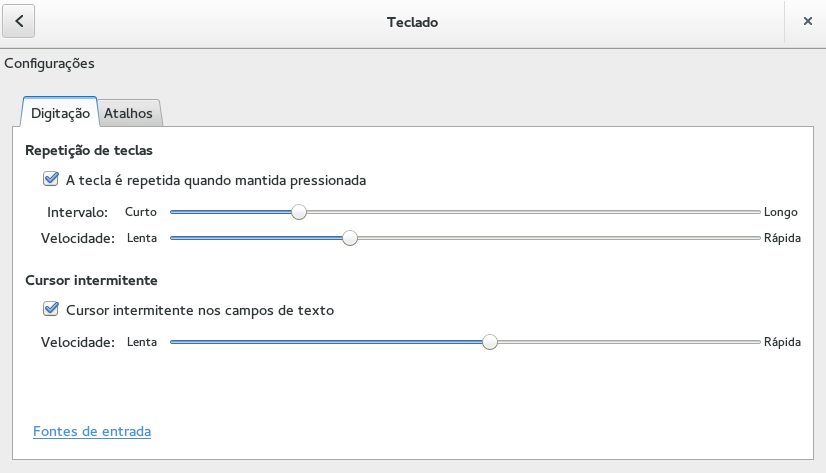 Teclado
Configurações
Digitação Atalhos
Repetição de teclas
A tecla é repetida quando mantida pressionada
Intervalo: Curto Longo
Velocidade: Lenta Rápida
Cursor intermitente
Cursor intermitente nos campos de texto
Velocidade: Lenta Rápida
Fontes de entrada